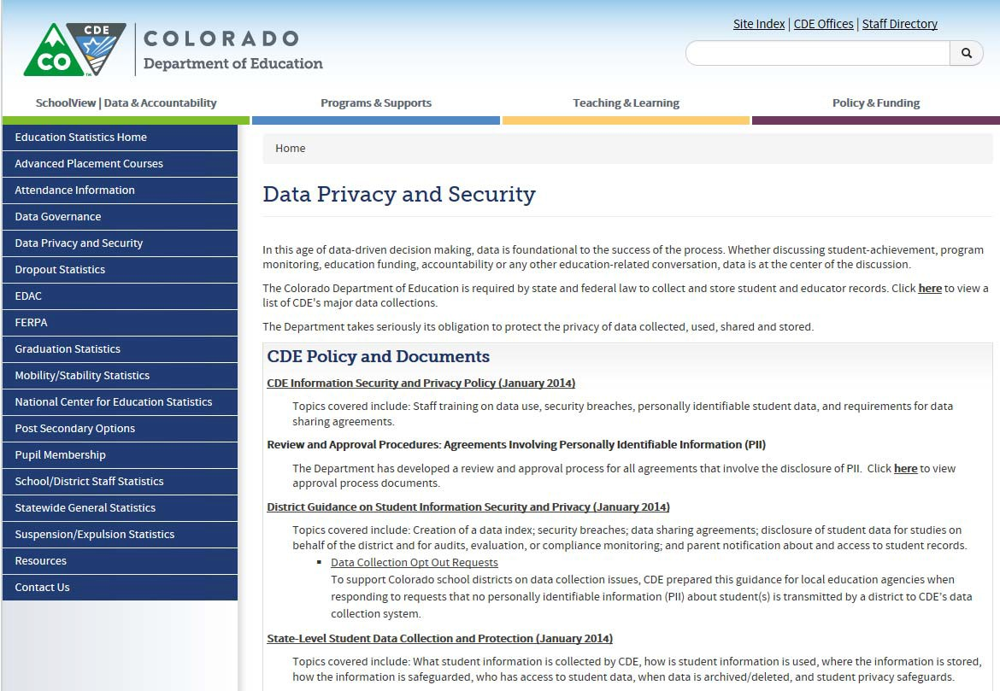 Site Index | CDE Offices | Staff Directory
CDE
CO
TM
COLORADO
Department of Education
SchoolView | Data & Accountability
Programs & Supports
Teaching & Learning
Policy & Funding
Education Statistics Home
Advanced Placement Courses
Attendance Information
Data Governance
Data Privacy and Security
Dropout Statistics
EDAC
FERPA
Graduation Statistics
Mobility/Stability Statistics
National Center for Education Statistics
Post Secondary Options
Pupil Membership
School/District Staff Statistics
Statewide General Statistics
Suspension/Expulsion Statistics
Resources
Contact Us
Home
Data Privacy and Security
In this age of data-driven decision making, data is foundational to the success of the process. Whether discussing student-achievement, program
monitoring, education funding, accountability or any other education-related conversation, data is at the center of the discussion.
The Colorado Department of Education is required by state and federal law to collect and store student and educator records. Click here to view a
list of CDE's major data collections.
The Department takes seriously its obligation to protect the privacy of data collected, used, shared and stored.
CDE Policy and Documents
CDE Information Security and Privacy Policy (January 2014)
Topics covered include: Staff training on data use, security breaches, personally identifiable student data, and requirements for data
sharing agreements.
Review and Approval Procedures: Agreements Involving Personally Identifiable Information (PII)
The Department has developed a review and approval process for all agreements that involve the disclosure of PII. Click here to view
approval process documents.
District Guidance on Student Information Security and Privacy (January 2014)
Topics covered include: Creation of a data index; security breaches; data sharing agreements; disclosure of student data for studies on
behalf of the district and for audits, evaluation, or compliance monitoring; and parent notification about and access to student records.
▪ Data Collection Opt Out Requests
To support Colorado school districts on data collection issues, CDE prepared this guidance for local education agencies when
responding to requests that no personally identifiable information (PII) about student(s) is transmitted by a district to CDE's data
collection system.
State-Level Student Data Collection and Protection (January 2014)
Topics covered include: What student information is collected by CDE, how is student information is used, where the information is stored,
how the information is safeguarded, who has access to student data, when data is archived/deleted, and student privacy safeguards.